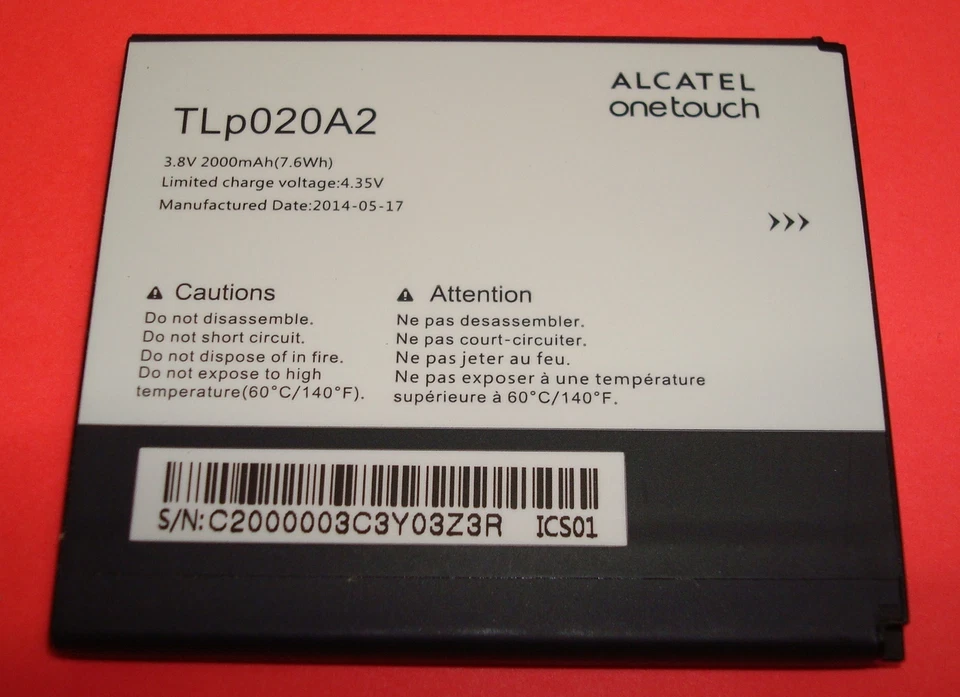 ALCATEL
onetouch
TLp020A2
3.8V 2000mAh(7.6Wh)
Limited charge voltage:4.35V
Manufactured Date:2014-05-17
Cautions
Do not disassemble.
Do not short circuit.
Do not dispose of in fire.
Do not expose to high
temperature(60°C/140°F).
Attention
Ne pas desassembler.
Ne pas court-circuiter.
Ne pas jeter au feu.
Ne pas exposer à une température
supérieure à 60°C/140°F.
S/N:C2000003C3Y03Z3R ICS01